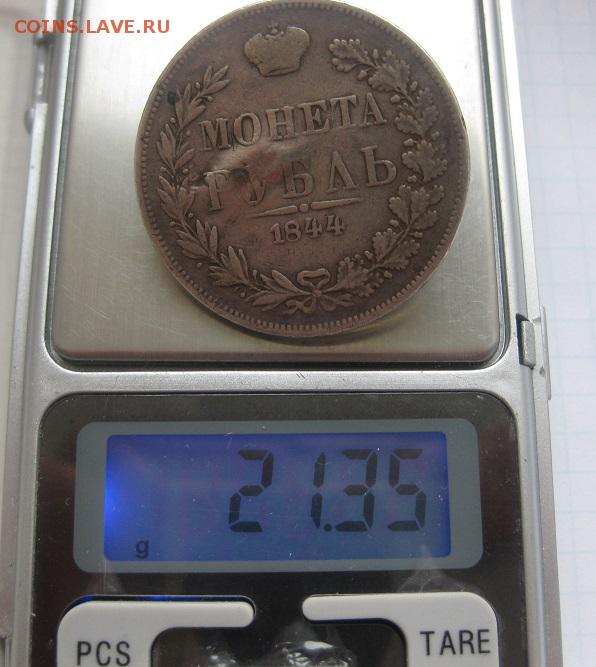 COINS.LAVE.RU
МОНЕТА
РУБЛЬ
1844
21.35
g
PCS
TARE